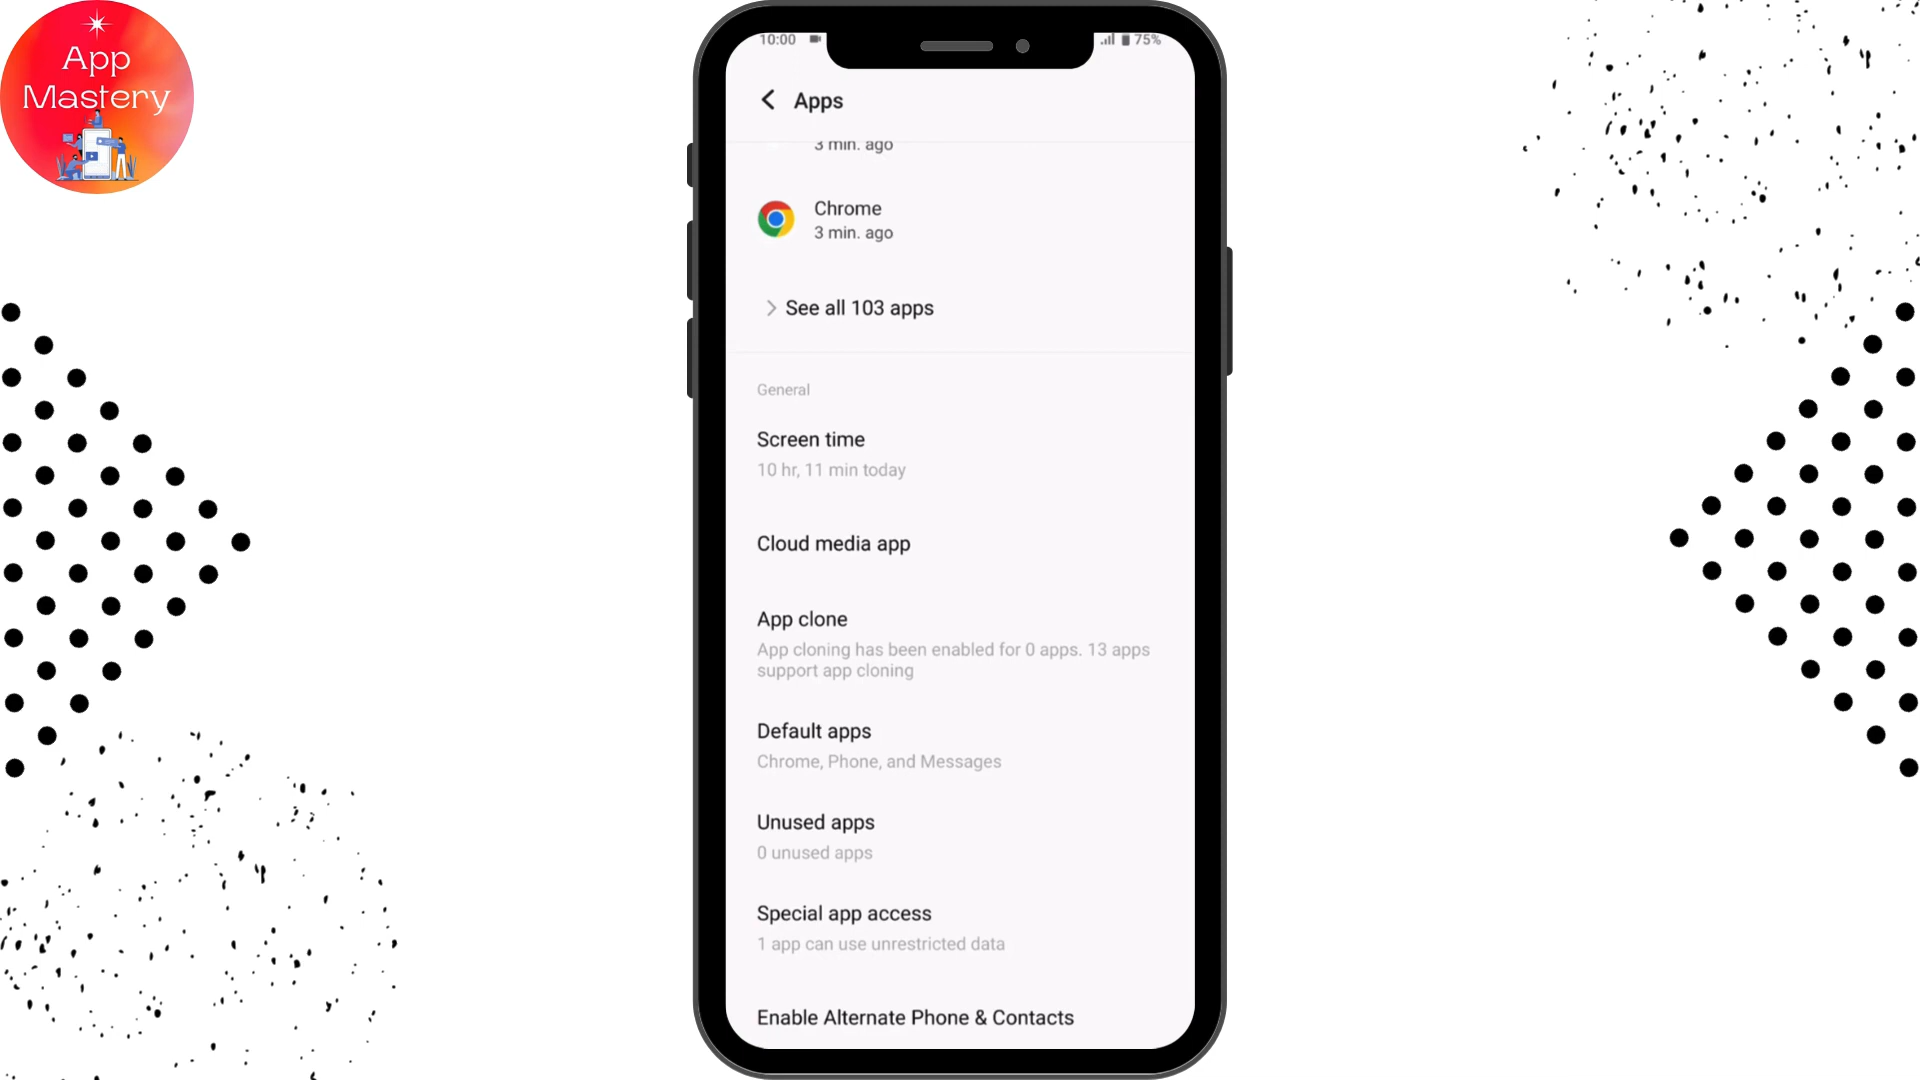 App
Mastery
10:00
75%
Apps
3 min. ago
Chrome
3 min. ago
See all 103 apps
General
Screen time
10 hr, 11 min today
Cloud media app
App clone
App cloning has been enabled for 0 apps. 13 apps
support app cloning
Default apps
Chrome, Phone, and Messages
Unused apps
0 unused apps
Special app access
1 app can use unrestricted data
Enable Alternate Phone & Contacts